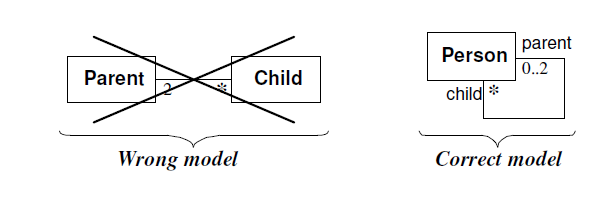 Parent
2
*
Child
Wrong model
Person
parent
0..2
child
*
Correct model